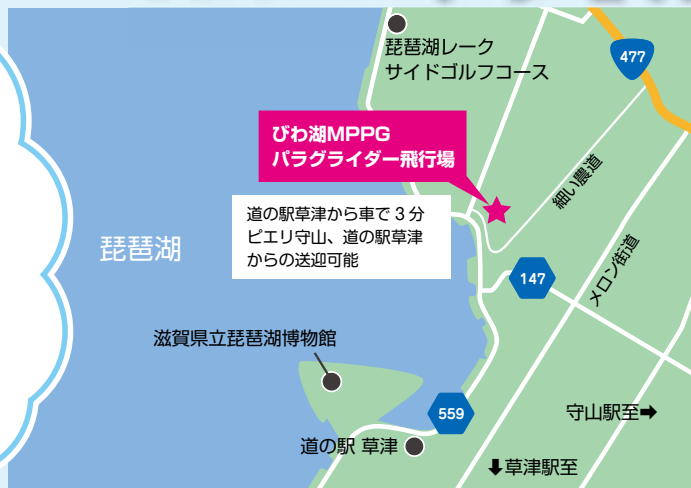 琵琶湖レーク
サイドゴルフコース
477
びわ湖MPPG
パラグライダー飛行場
細い農道
道の駅草津から車で3分
ピエリ守山、道の駅草津
からの送迎可能
琵琶湖
147
メロン街道
滋賀県立琵琶湖博物館
559
守山駅至➡
道の駅 草津
⬇草津駅至